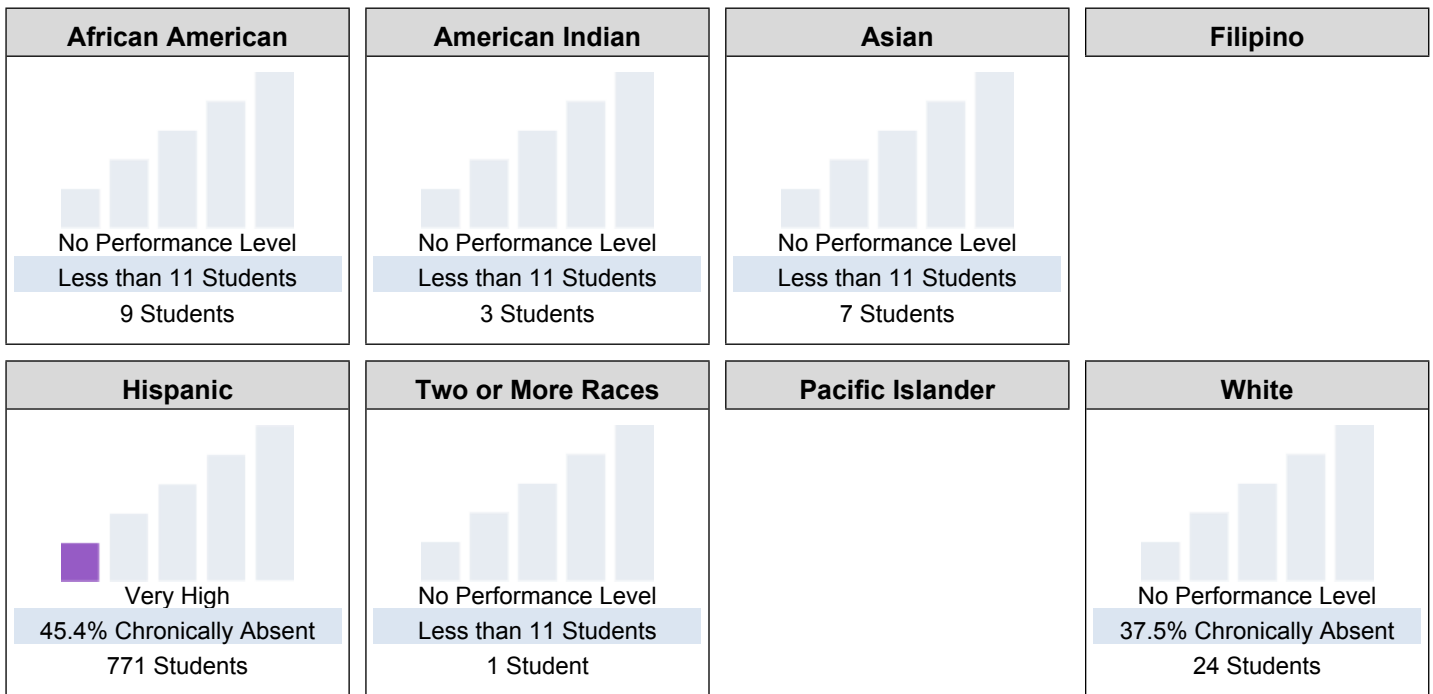 African American
No Performance Level
Less than 11 Students
9 Students
American Indian
No Performance Level
Less than 11 Students
3 Students
Asian
No Performance Level
Less than 11 Students
7 Students
Filipino
Hispanic
Very High
45.4% Chronically Absent
771 Students
Two or More Races
No Performance Level
Less than 11 Students
1 Student
Pacific Islander
White
No Performance Level
37.5% Chronically Absent
24 Students